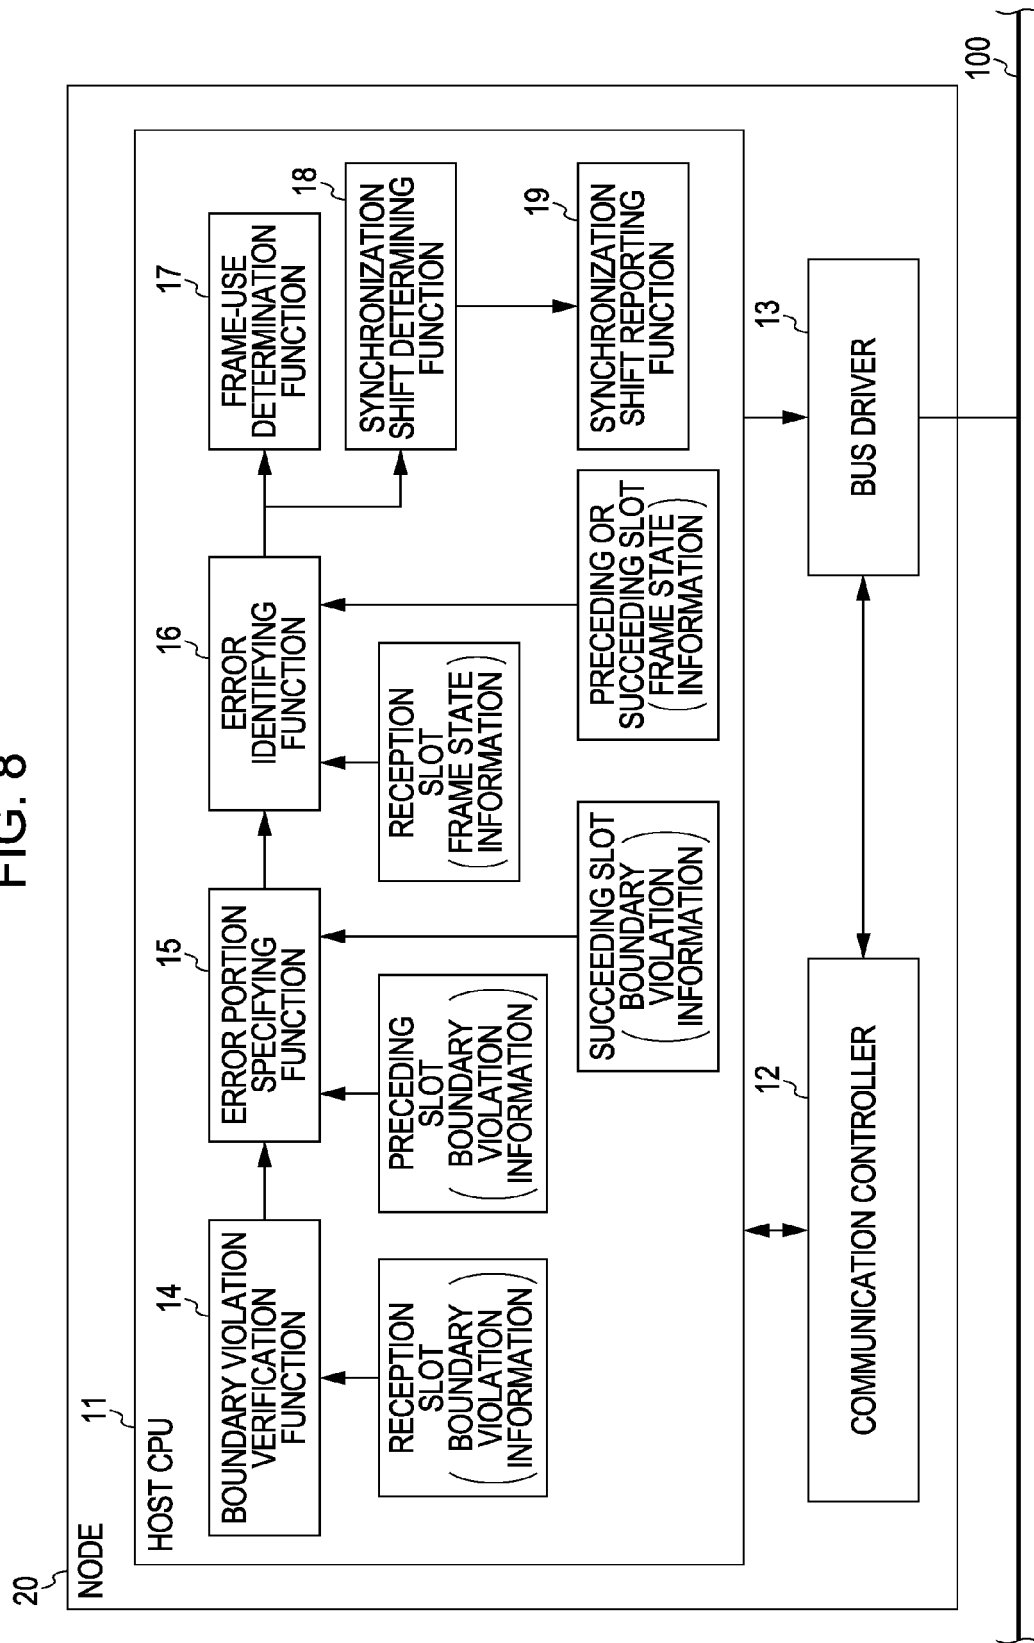 FIG. 8
20
NODE
11
HOST CPU
14
BOUNDARY VIOLATION
VERIFICATION
FUNCTION
15
ERROR PORTION
SPECIFYING
FUNCTION
16
ERROR
IDENTIFYING
FUNCTION
17
FRAME-USE
DETERMINATION
FUNCTION
18
SYNCHRONIZATION
SHIFT DETERMINING
FUNCTION
19
SYNCHRONIZATION
SHIFT REPORTING
FUNCTION
RECEPTION
SLOT
(BOUNDARY
VIOLATION
INFORMATION)
PRECEDING
SLOT
(BOUNDARY
VIOLATION
INFORMATION)
RECEPTION
SLOT
(FRAME STATE
INFORMATION)
SUCCEEDING SLOT
(BOUNDARY
VIOLATION
INFORMATION)
PRECEDING OR
SUCCEEDING SLOT
(FRAME STATE
INFORMATION)
12
COMMUNICATION CONTROLLER
13
BUS DRIVER
100